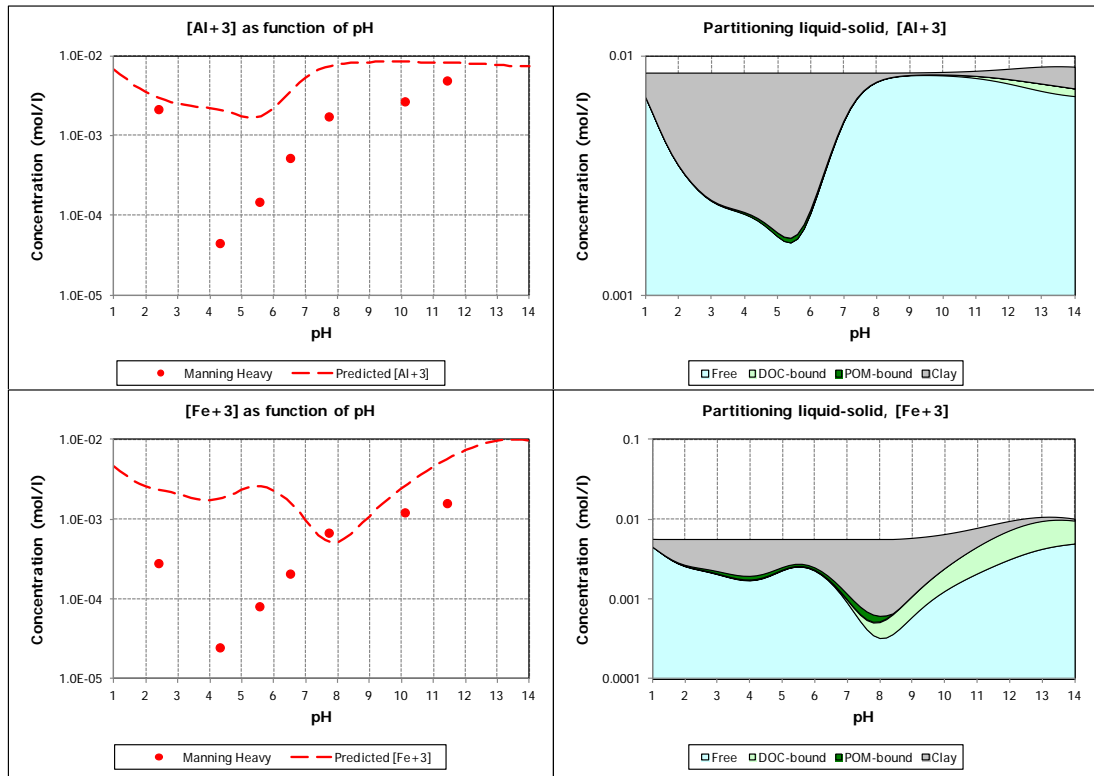 [Al+3] as function of pH
Concentration (mol/l)
1.0E-02
1.0E-03
1.0E-04
1.0E-05
1 2 3 4 5 6 7 8 9 10 11 12 13 14
pH
Manning Heavy Predicted [Al+3]
Partitioning liquid-solid, [Al+3]
Concentration (mol/l)
0.01
0.001
1 2 3 4 5 6 7 8 9 10 11 12 13 14
pH
Free DOC-bound POM-bound Clay
[Fe+3] as function of pH
Concentration (mol/l)
1.0E-02
1.0E-03
1.0E-04
1.0E-05
1 2 3 4 5 6 7 8 9 10 11 12 13 14
pH
Manning Heavy Predicted [Fe+3]
Partitioning liquid-solid, [Fe+3]
Concentration (mol/l)
0.1
0.01
0.001
0.0001
1 2 3 4 5 6 7 8 9 10 11 12 13 14
pH
Free DOC-bound POM-bound Clay